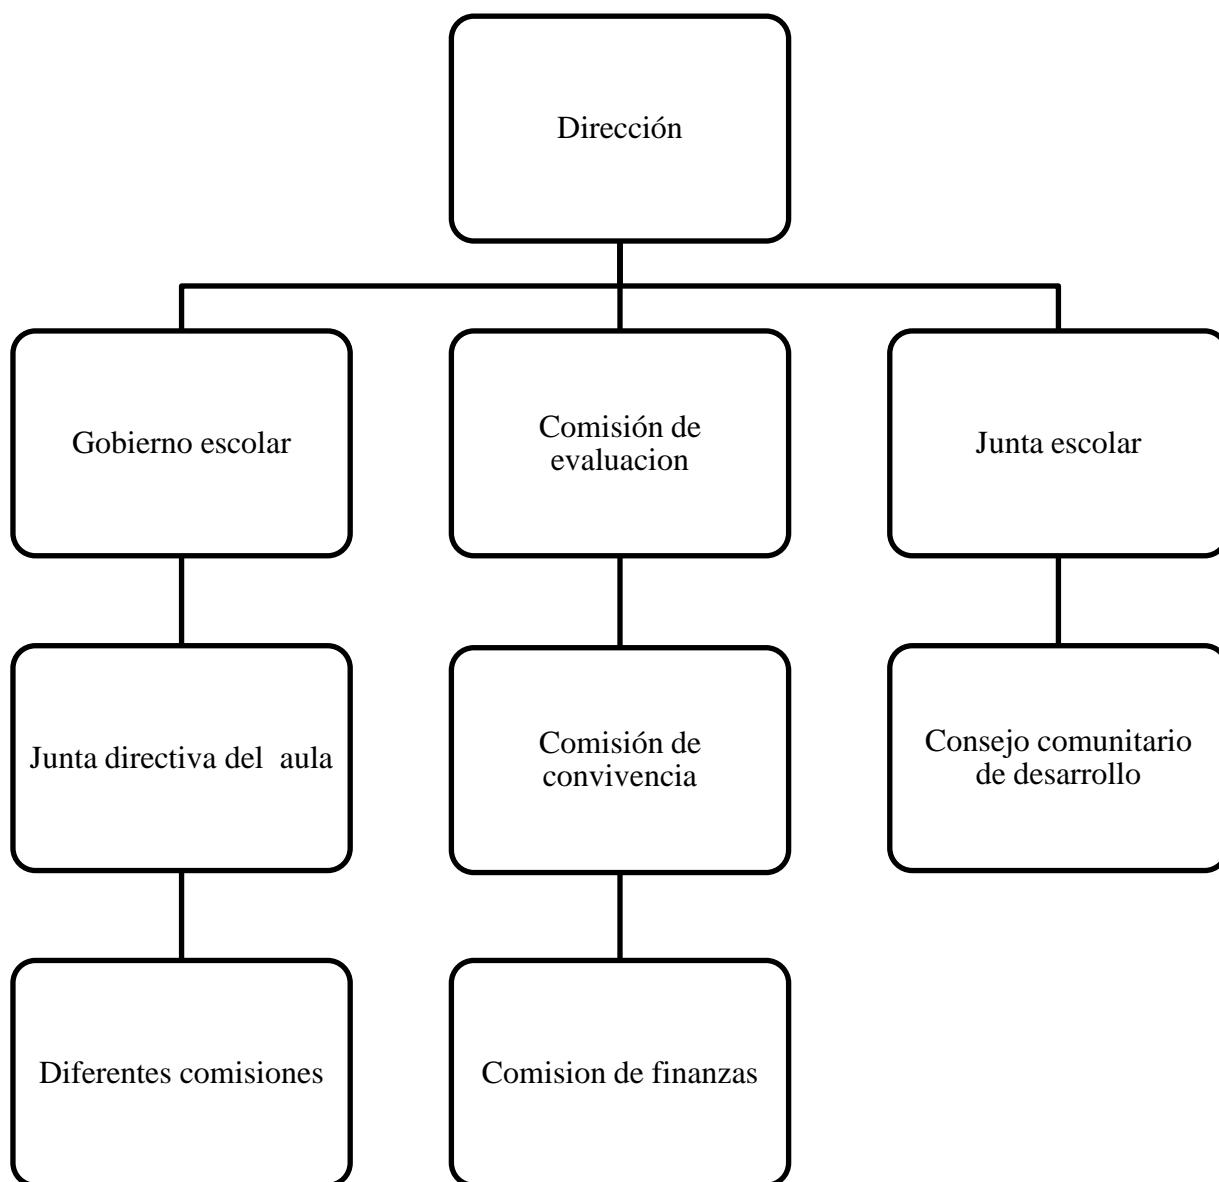 Dirección
Gobierno escolar
Comisión de
evaluacion
Junta escolar
Junta directiva del  aula
Comisión de
convivencia
Consejo comunitario
de desarrollo
Diferentes comisiones
Comision de finanzas